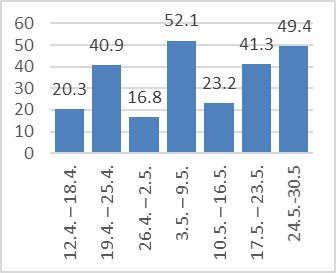 60
50
40
30
20
10
0
20.3
40.9
16.8
52.1
23.2
41.3
49.4
12.4. – 18.4.
19.4. – 25.4.
26.4. – 2.5.
3.5. – 9.5.
10.5. – 16.5.
17.5. – 23.5.
24.5.-30.5